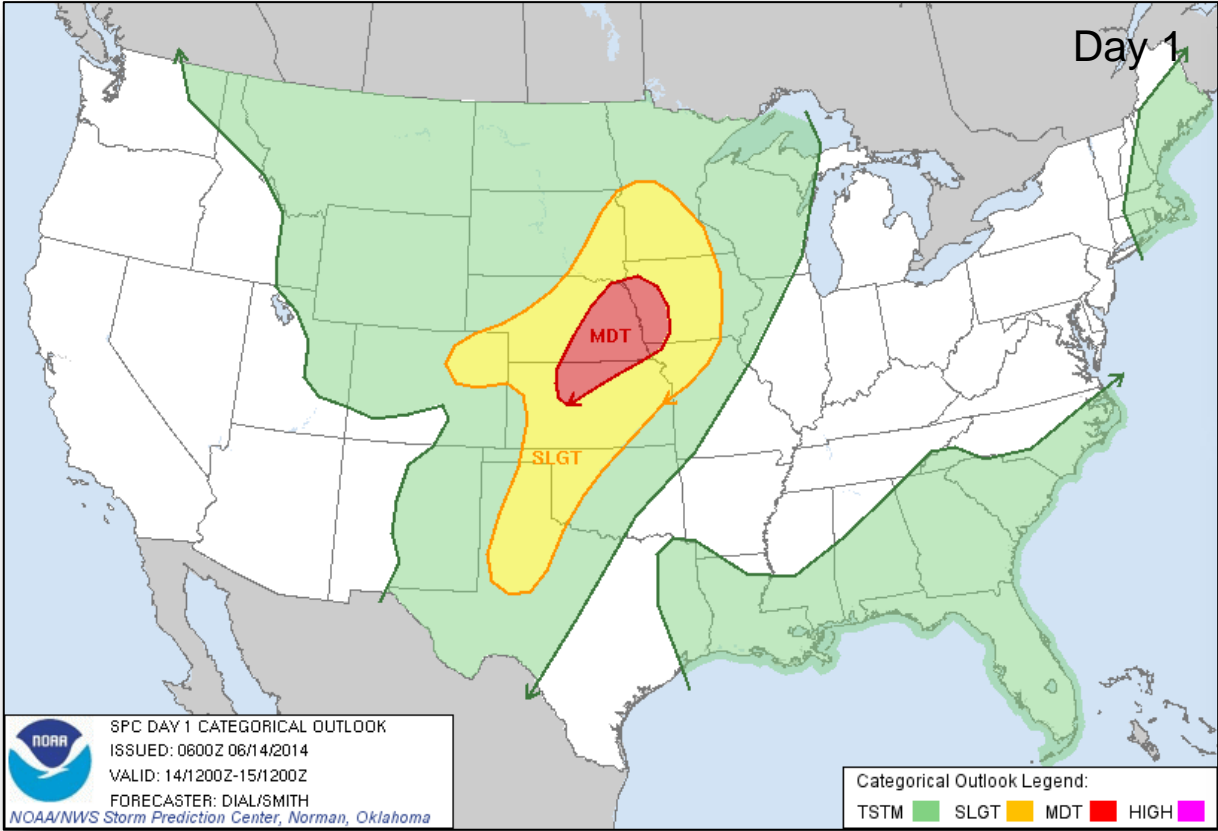 Day 1
MDT
SLGT
NOAA
SPC DAY 1 CATEGORICAL OUTLOOK
ISSUED: 0600Z 06/14/2014
VALID: 14/1200Z-15/1200Z
FORECASTER: DIAL/SMITH
NOAA/NWS Storm Prediction Center, Norman, Oklahoma
Categorical Outlook Legend:
TSTM SLGT MDT HIGH